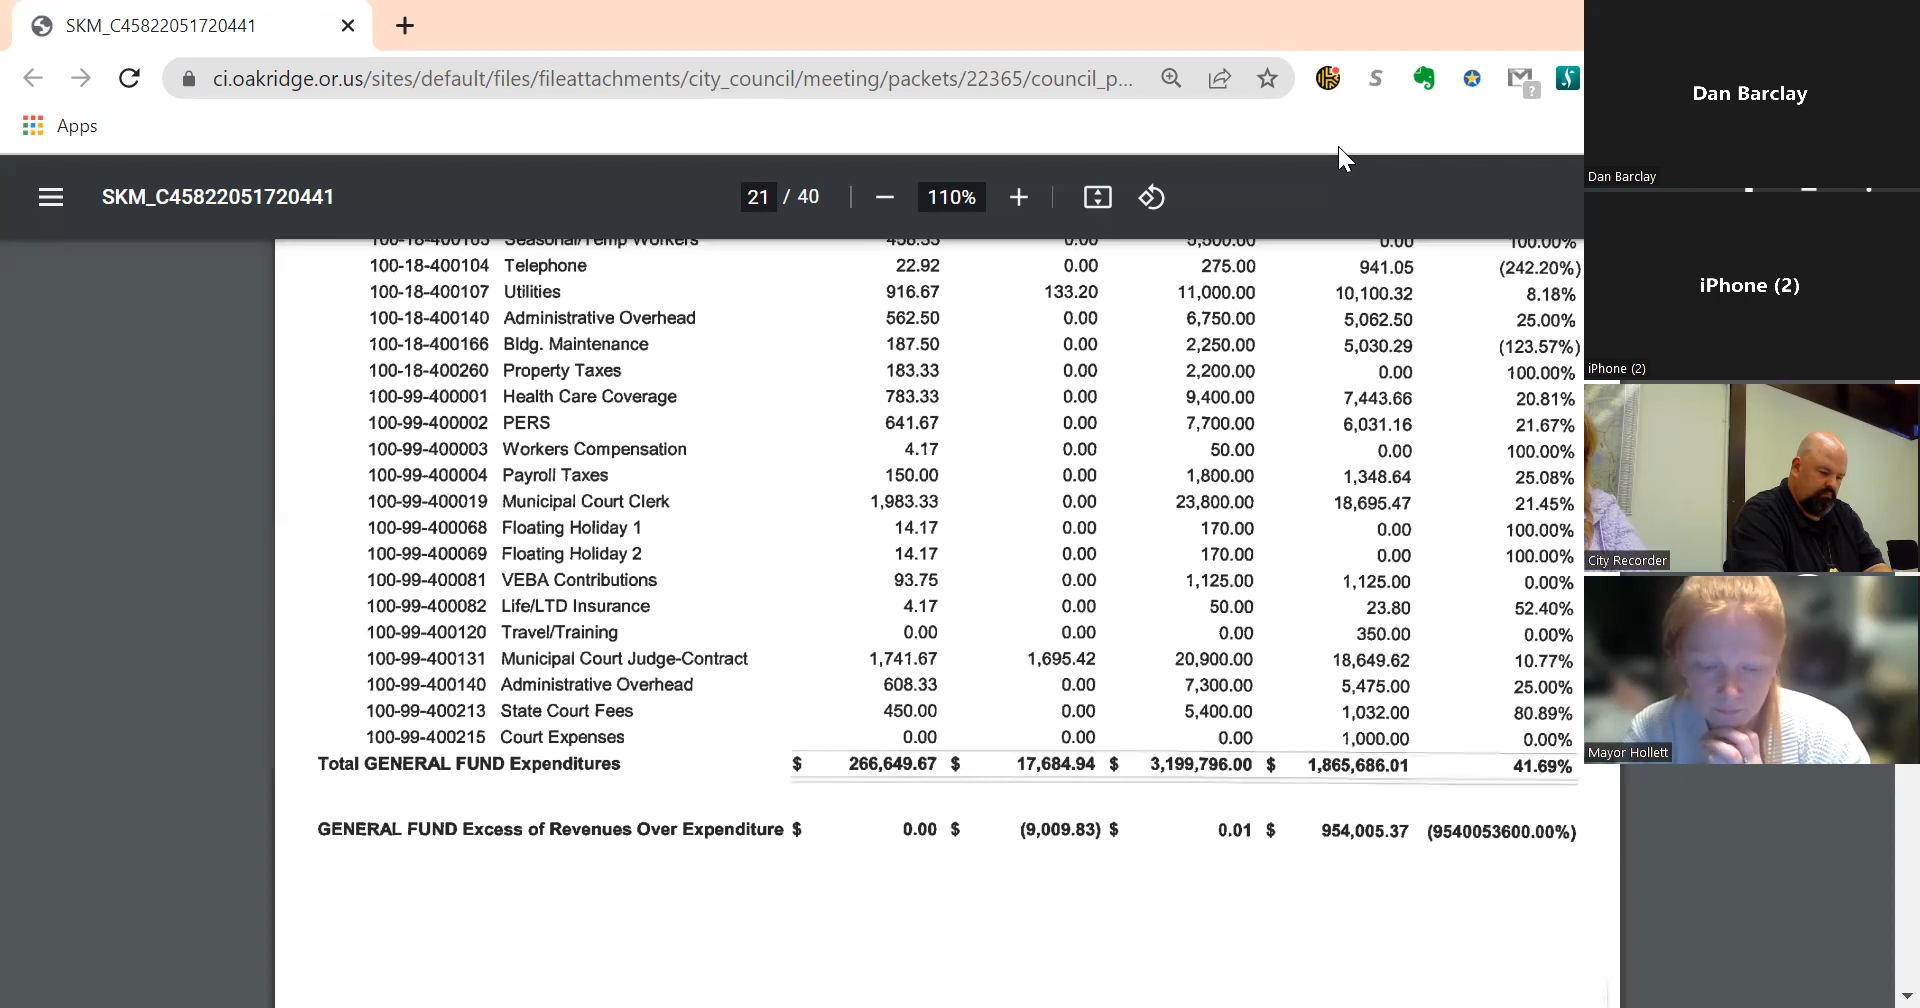 SKM_C45822051720441
ci.oakridge.or.us/sites/default/files/fileattachments/city_council/meeting/packets/22365/council_p...
Apps
SKM_C45822051720441
21 / 40
110%
100-18-400103 Seasonal/Temp Workers 458.33 0.00 5,500.00 0.00 100.00%
100-18-400104 Telephone 22.92 0.00 275.00 941.05 (242.20%)
100-18-400107 Utilities 916.67 133.20 11,000.00 10,100.32 8.18%
100-18-400140 Administrative Overhead 562.50 0.00 6,750.00 5,062.50 25.00%
100-18-400166 Bldg. Maintenance 187.50 0.00 2,250.00 5,030.29 (123.57%)
100-18-400260 Property Taxes 183.33 0.00 2,200.00 0.00 100.00%
100-99-400001 Health Care Coverage 783.33 0.00 9,400.00 7,443.66 20.81%
100-99-400002 PERS 641.67 0.00 7,700.00 6,031.16 21.67%
100-99-400003 Workers Compensation 4.17 0.00 50.00 0.00 100.00%
100-99-400004 Payroll Taxes 150.00 0.00 1,800.00 1,348.64 25.08%
100-99-400019 Municipal Court Clerk 1,983.33 0.00 23,800.00 18,695.47 21.45%
100-99-400068 Floating Holiday 1 14.17 0.00 170.00 0.00 100.00%
100-99-400069 Floating Holiday 2 14.17 0.00 170.00 0.00 100.00%
100-99-400081 VEBA Contributions 93.75 0.00 1,125.00 1,125.00 0.00%
100-99-400082 Life/LTD Insurance 4.17 0.00 50.00 23.80 52.40%
100-99-400120 Travel/Training 0.00 0.00 0.00 350.00 0.00%
100-99-400131 Municipal Court Judge-Contract 1,741.67 1,695.42 20,900.00 18,649.62 10.77%
100-99-400140 Administrative Overhead 608.33 0.00 7,300.00 5,475.00 25.00%
100-99-400213 State Court Fees 450.00 0.00 5,400.00 1,032.00 80.89%
100-99-400215 Court Expenses 0.00 0.00 0.00 1,000.00 0.00%
Total GENERAL FUND Expenditures $ 266,649.67 $ 17,684.94 $ 3,199,796.00 $ 1,865,686.01 41.69%
GENERAL FUND Excess of Revenues Over Expenditure $ 0.00 $ (9,009.83) $ 0.01 $ 954,005.37 (9540053600.00%)
Dan Barclay
Dan Barclay
iPhone (2)
iPhone (2)
City Recorder
Mayor Hollett